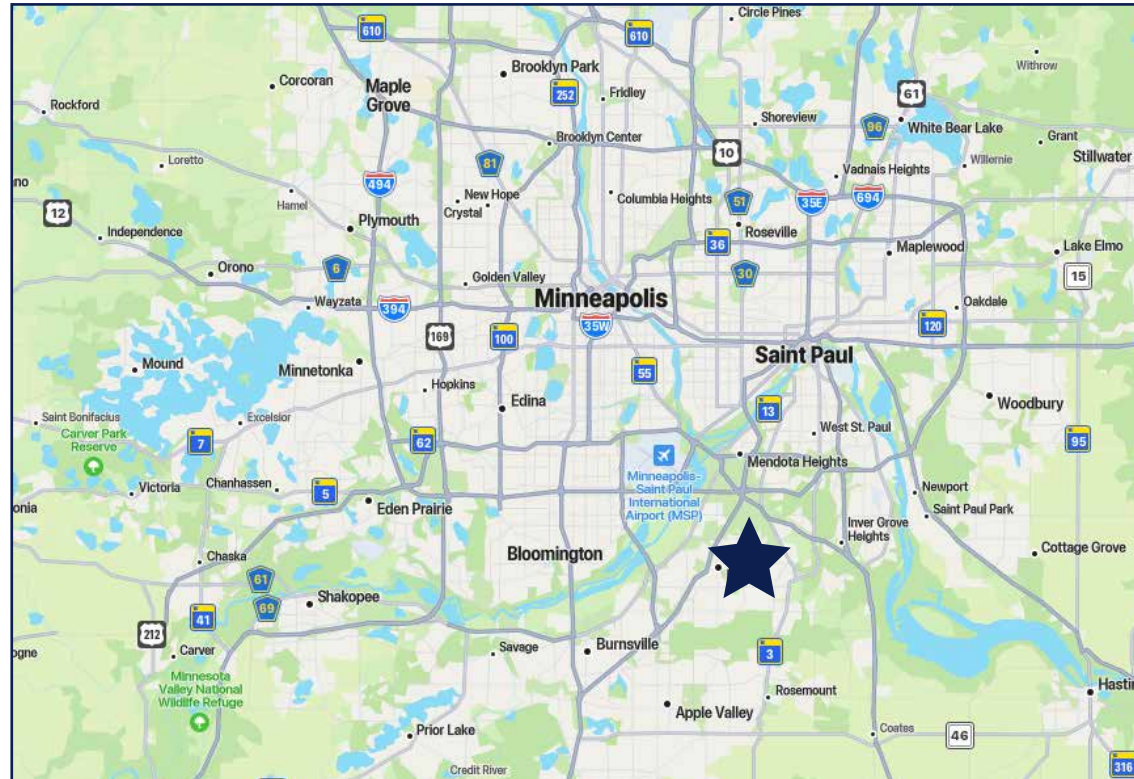 Circle Pines
610
610
Brooklyn Park
Withrow
Corcoran
Maple
Grove
252
Fridley
61
Rockford
Shoreview
96
White Bear Lake
Brooklyn Center
Grant
10
81
Stillwater
Loretto
Willernie
Vadnais Heights
494
New Hope
Columbia Heights
51
35E
694
Hamel
Crystal
no
12
Plymouth
Roseville
Independence
36
Maplewood
Lake Elmo
Orono
6
Golden Valley
30
15
Wayzata
394
Minneapolis
Oakdale
169
100
35W
120
Mound
Minnetonka
55
Saint Paul
Hopkins
Edina
Woodbury
Saint Bonifacius
Excelsior
13
Carver Park
Reserve
7
62
West St. Paul
95
Mendota Heights
Minneapolis-
Saint Paul
International
Airport (MSP)
Victoria
Chanhassen
5
Newport
onia
Eden Prairie
Saint Paul Park
Inver Grove
Heights
Chaska
Bloomington
Cottage Grove
61
69
Shakopee
41
212
Burnsville
ogne
Carver
Savage
3
Minnesota
Valley National
Wildlife Refuge
Rosemount
Hastin
Apple Valley
Prior Lake
Coates
46
Credit River
316